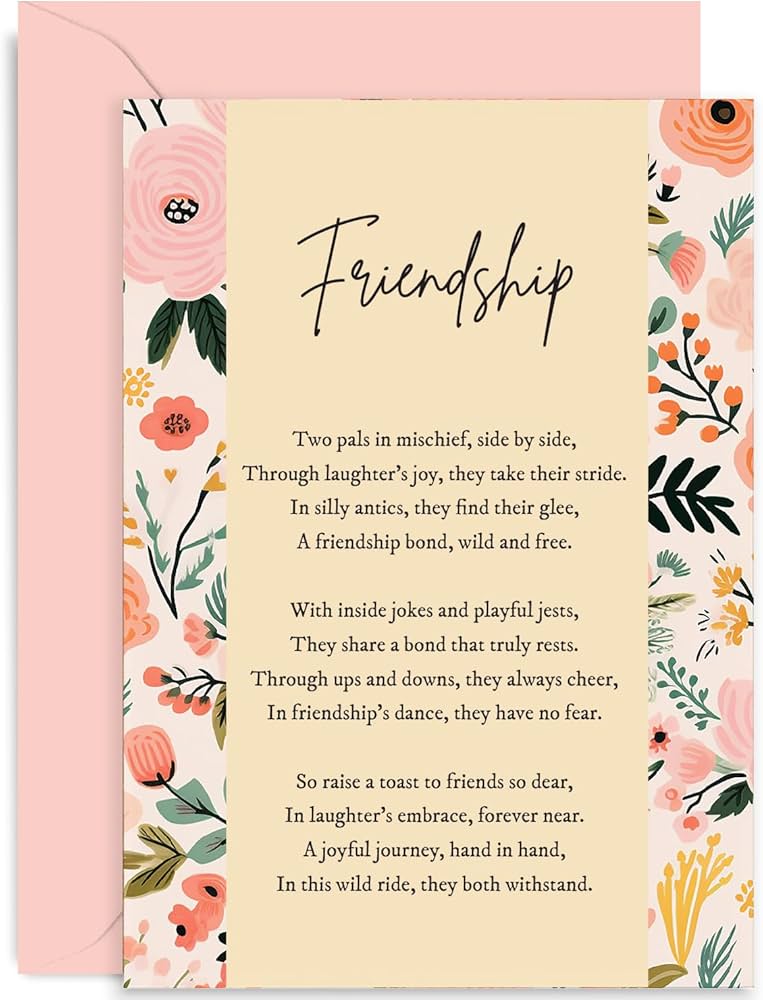 Friendship
Two pals in mischief, side by side,
Through laughter's joy, they take their stride.
In silly antics, they find their glee,
A friendship bond, wild and free.
With inside jokes and playful jests,
They share a bond that truly rests.
Through ups and downs, they always cheer,
In friendship's dance, they have no fear.
So raise a toast to friends so dear,
In laughter's embrace, forever near.
A joyful journey, hand in hand,
In this wild ride, they both withstand.